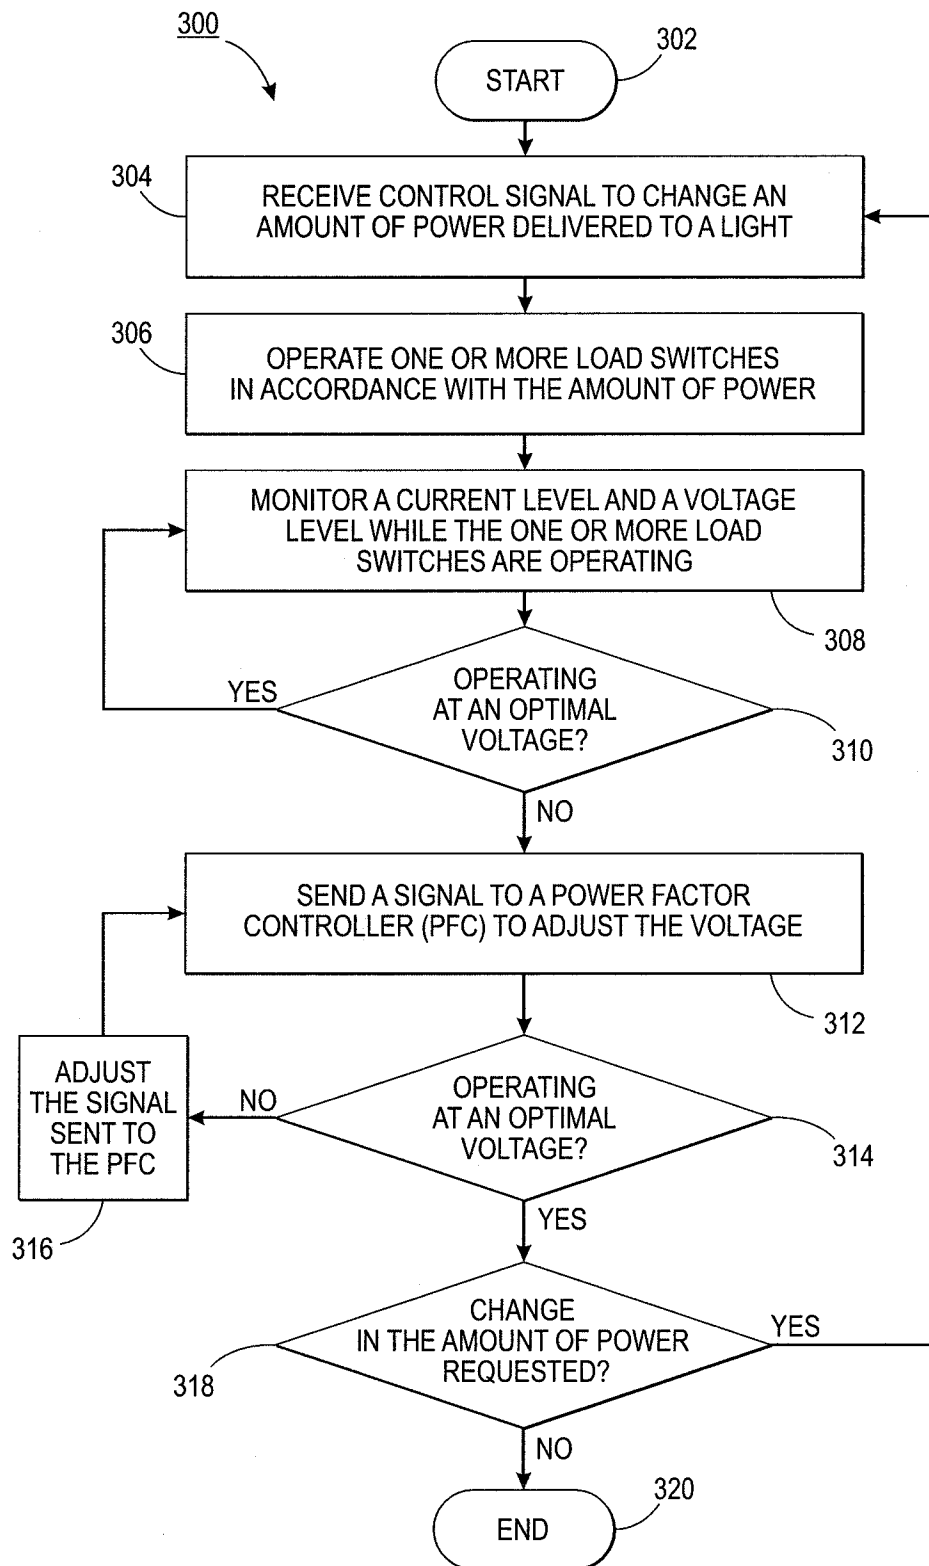 300
302
START
304
RECEIVE CONTROL SIGNAL TO CHANGE AN
AMOUNT OF POWER DELIVERED TO A LIGHT
306
OPERATE ONE OR MORE LOAD SWITCHES
IN ACCORDANCE WITH THE AMOUNT OF POWER
MONITOR A CURRENT LEVEL AND A VOLTAGE
LEVEL WHILE THE ONE OR MORE LOAD
SWITCHES ARE OPERATING
308
YES
OPERATING
AT AN OPTIMAL
VOLTAGE?
310
NO
SEND A SIGNAL TO A POWER FACTOR
CONTROLLER (PFC) TO ADJUST THE VOLTAGE
312
ADJUST
THE SIGNAL
SENT TO
THE PFC
316
NO
OPERATING
AT AN OPTIMAL
VOLTAGE?
314
YES
CHANGE
IN THE AMOUNT OF POWER
REQUESTED?
318
YES
NO
320
END